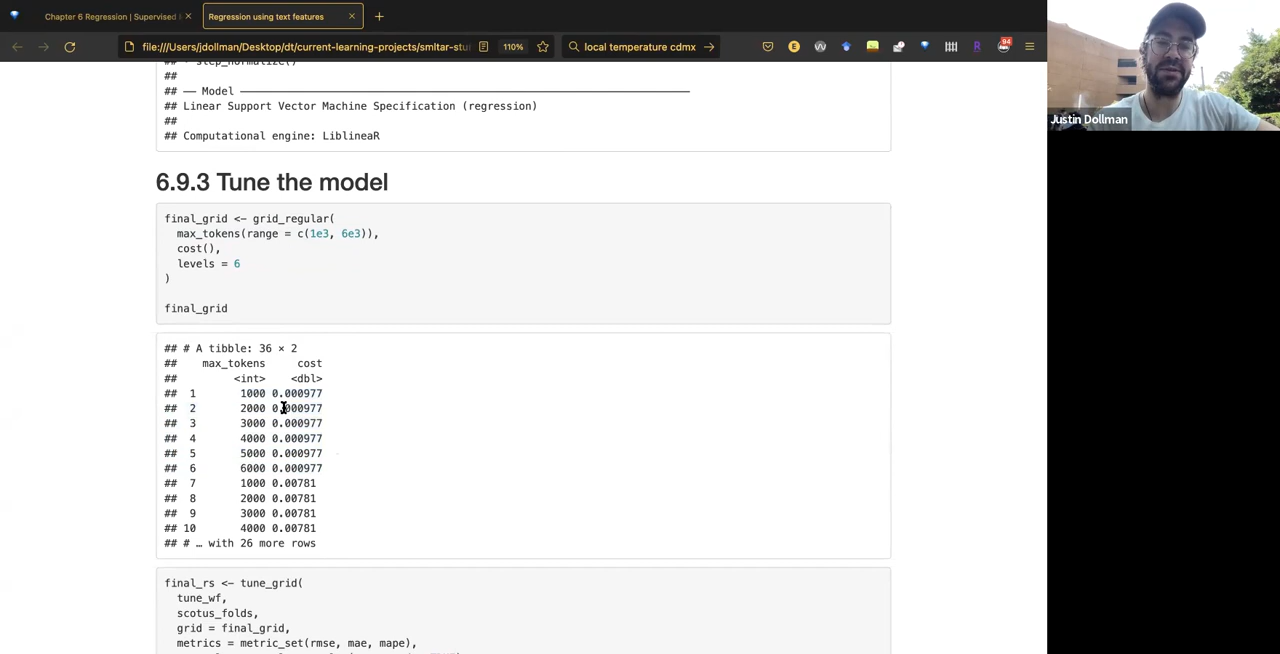 Chapter 6 Regression | Supervised
Regression using text features
file:///Users/jdollman/Desktop/dt/current-learning-projects/smltar-stu
110%
local temperature cdmx
E
R
94
Justin Dollman
## • step_normalize()
##
## ── Model ────────────────────────────────────────
## Linear Support Vector Machine Specification (regression)
##
## Computational engine: LiblineaR
6.9.3 Tune the model
final_grid <- grid_regular(
max_tokens(range = c(1e3, 6e3)),
cost(),
levels = 6
)
final_grid
## # A tibble: 36 × 2
## max_tokens cost
## <int> <dbl>
## 1 1000 0.000977
## 2 2000 0.000977
## 3 3000 0.000977
## 4 4000 0.000977
## 5 5000 0.000977
## 6 6000 0.000977
## 7 1000 0.00781
## 8 2000 0.00781
## 9 3000 0.00781
## 10 4000 0.00781
## # … with 26 more rows
final_rs <- tune_grid(
tune_wf,
scotus_folds,
grid = final_grid,
metrics = metric_set(rmse, mae, mape),